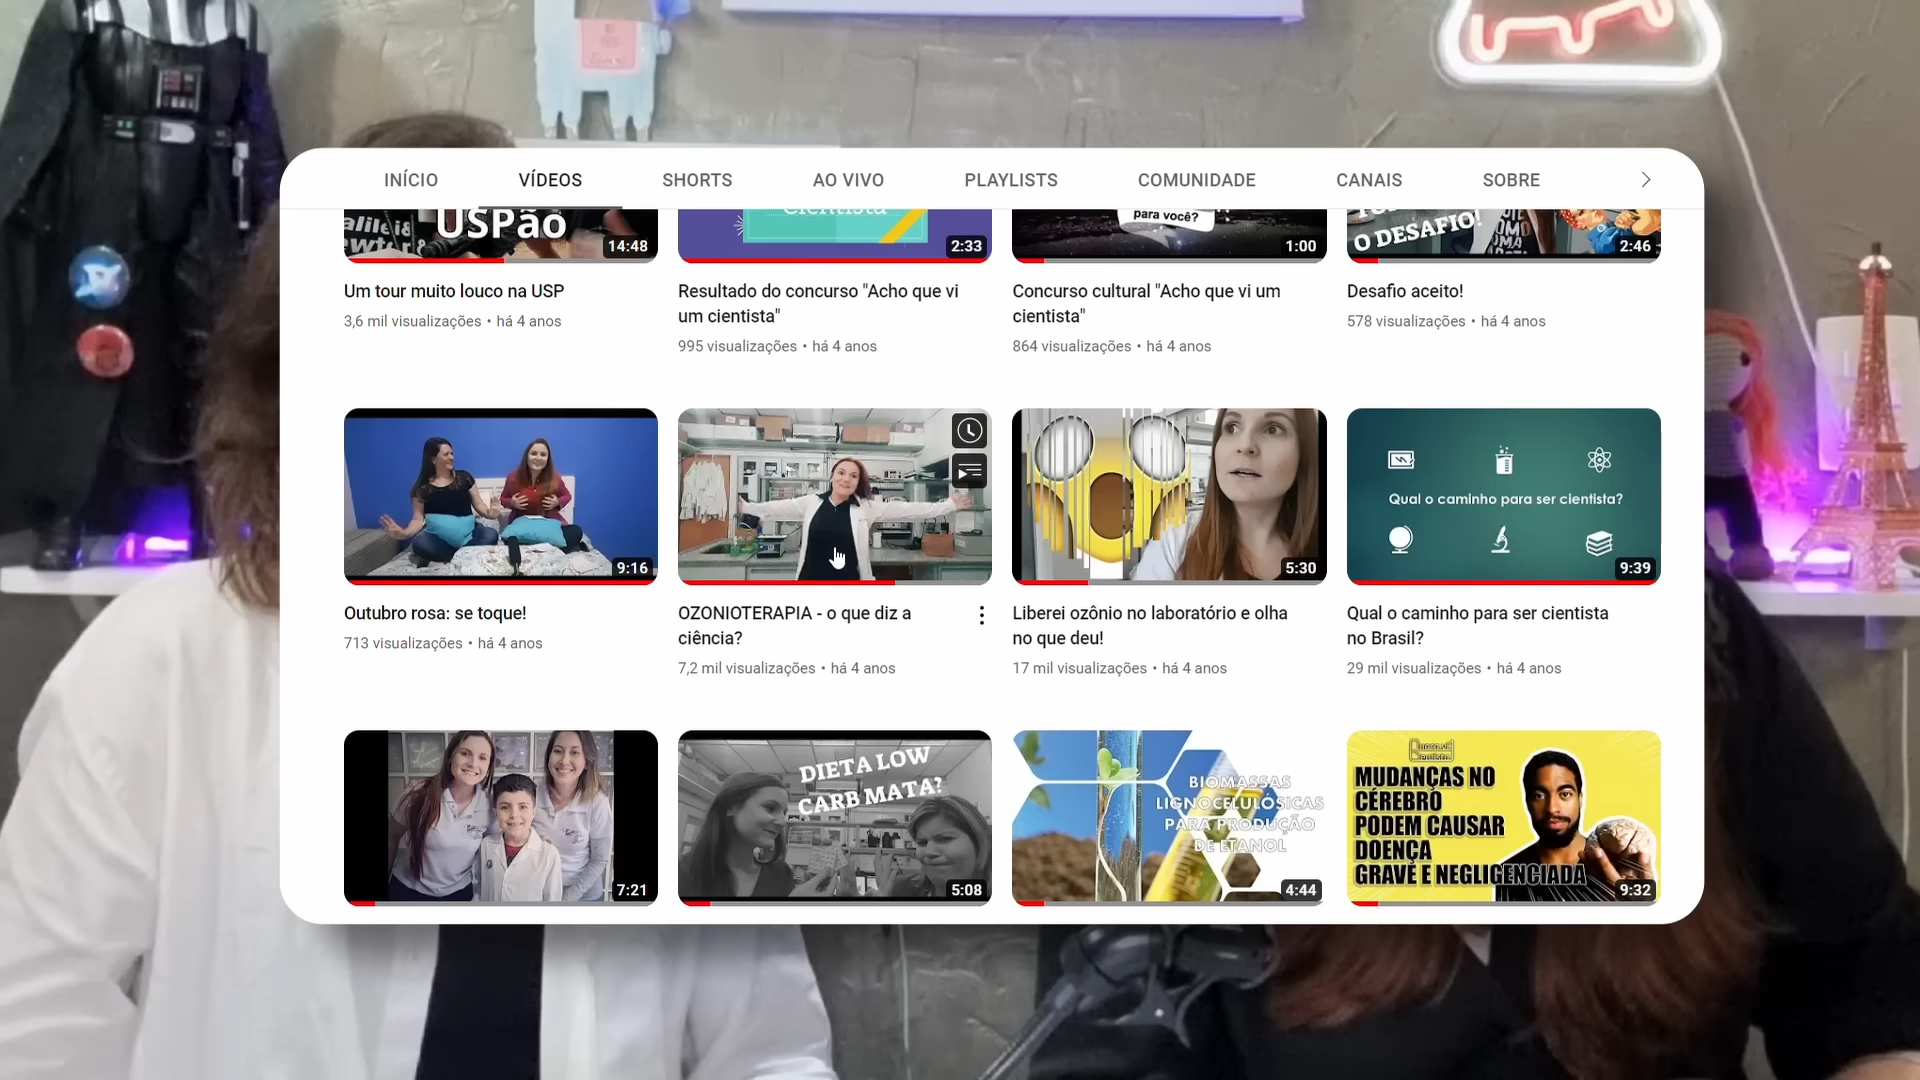 INÍCIO
VÍDEOS
SHORTS
AO VIVO
PLAYLISTS
COMUNIDADE
CANAIS
SOBRE
USPão
14:48
Cientista
2:33
para você?
1:00
O DESAFIO!
2:46
Um tour muito louco na USP
3,6 mil visualizações • há 4 anos
Resultado do concurso "Acho que vi
um cientista"
995 visualizações • há 4 anos
Concurso cultural "Acho que vi um
cientista"
864 visualizações • há 4 anos
Desafio aceito!
578 visualizações • há 4 anos
9:16
5:30
Qual o caminho para ser cientista?
9:39
Outubro rosa: se toque!
713 visualizações • há 4 anos
OZONIOTERAPIA - o que diz a
ciência?
7,2 mil visualizações • há 4 anos
Liberei ozônio no laboratório e olha
no que deu!
17 mil visualizações • há 4 anos
Qual o caminho para ser cientista
no Brasil?
29 mil visualizações • há 4 anos
7:21
DIETA LOW
CARB MATA?
5:08
BIOMASSAS
LIGNOCELULÓSICAS
PARA PRODUÇÃO
DE ETANOL
4:44
MUDANÇAS NO
CÉREBRO
PODEM CAUSAR
DOENÇA
GRAVE E NEGLIGENCIADA
9:32